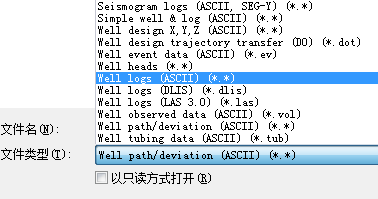 Seismogram logs (ASCII, SEG-Y) (*.*)
Simple well & log (ASCII) (*.*)
Well design X,Y,Z (ASCII) (*.*)
Well design trajectory transfer (DO) (*.dot)
Well event data (ASCII) (*.ev)
Well heads (*.*)
Well logs (ASCII) (*.*)
Well logs (DLIS) (*.dlis)
Well logs (LAS 3.0) (*.las)
Well observed data (ASCII) (*.vol)
Well path/deviation (ASCII) (*.*)
Well tubing data (ASCII) (*.tub)
文件名(N):
文件类型(T): Well path/deviation (ASCII) (*.*)
以只读方式打开(R)